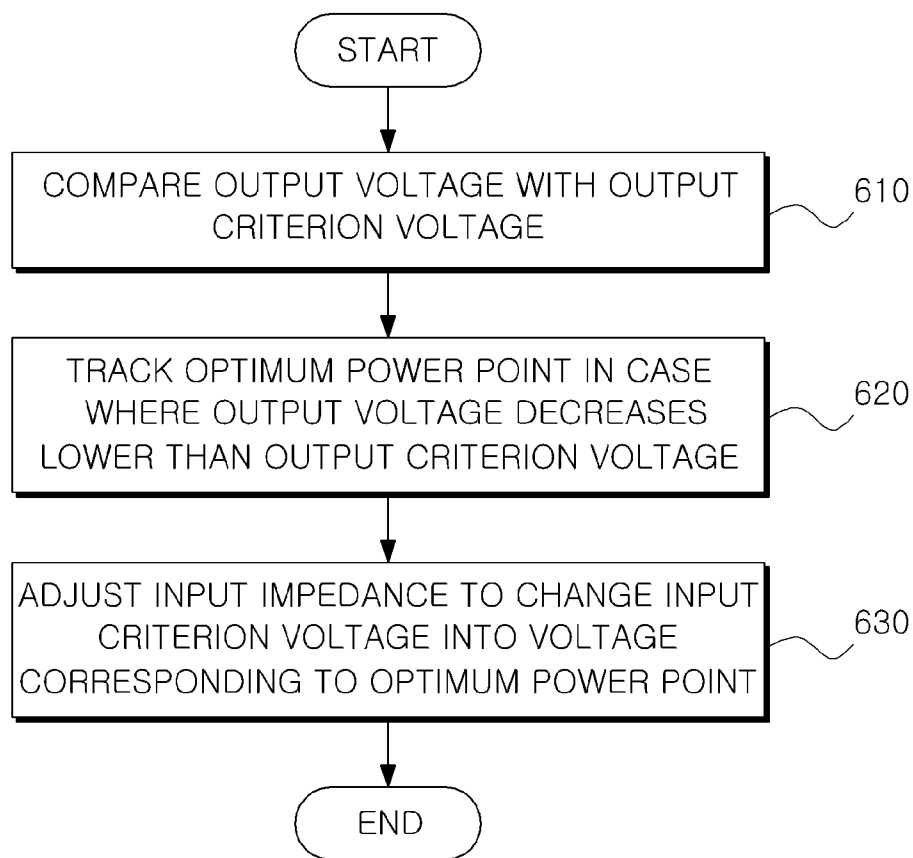 START
COMPARE OUTPUT VOLTAGE WITH OUTPUT
CRITERION VOLTAGE
610
TRACK OPTIMUM POWER POINT IN CASE
WHERE OUTPUT VOLTAGE DECREASES
LOWER THAN OUTPUT CRITERION VOLTAGE
620
ADJUST INPUT IMPEDANCE TO CHANGE INPUT
CRITERION VOLTAGE INTO VOLTAGE
CORRESPONDING TO OPTIMUM POWER POINT
630
END